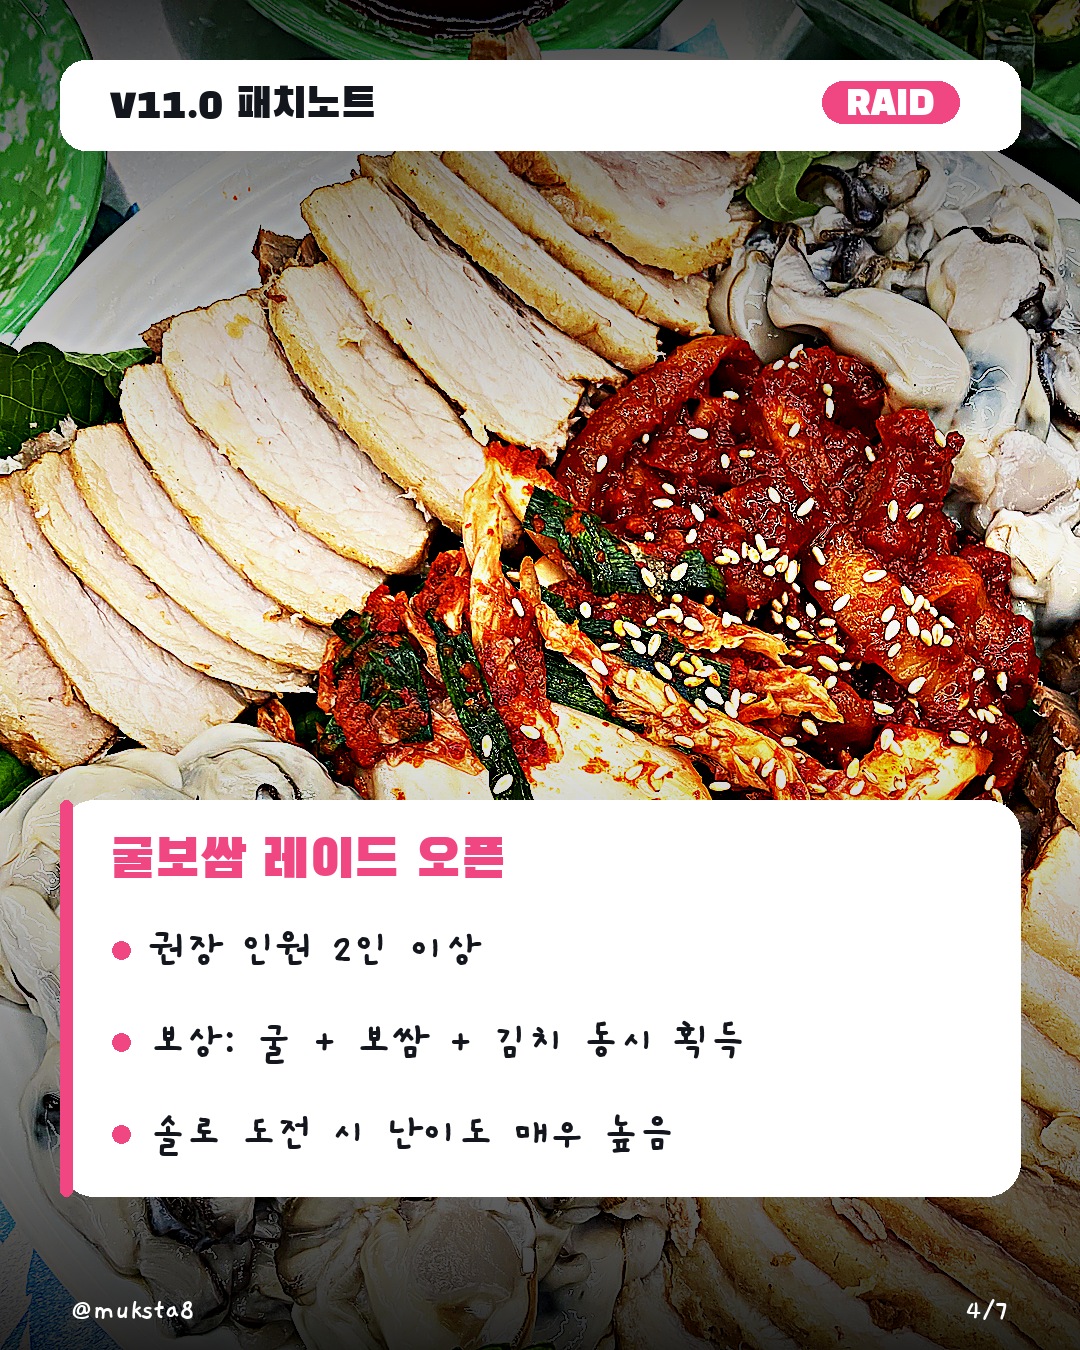 V11.0 패치노트
RAID
굴보쌈 레이드 오픈
권장 인원 2인 이상
보상: 굴 + 보쌈 + 김치 동시 획득
솔로 도전 시 난이도 매우 높음
@muksta8
4/7